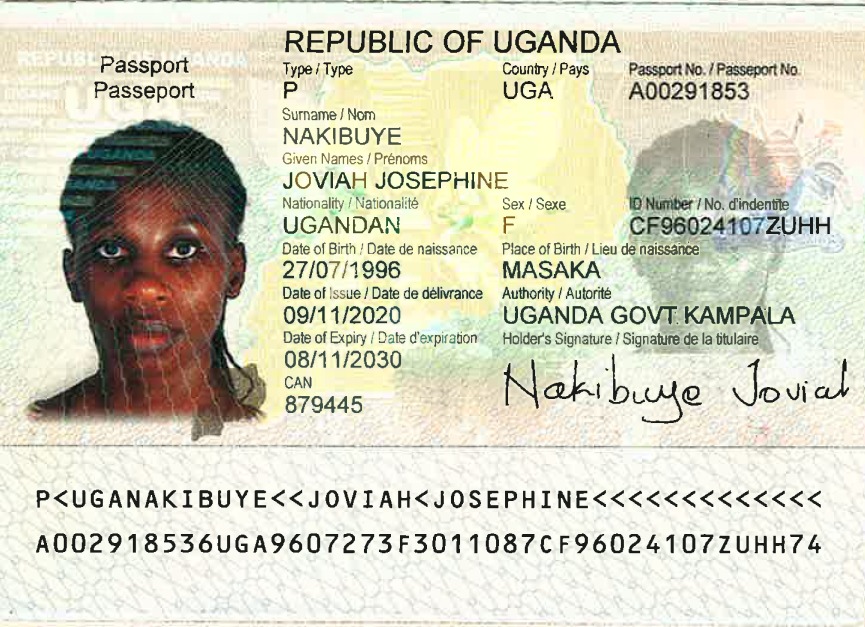 REPUBLIC OF UGANDA
Passport
Passeport
Type / Type
P
Country / Pays
UGA
Passport No. / Passeport No.
A00291853
Surname / Nom
NAKIBUYE
Given Names / Prénoms
JOVIAH JOSEPHINE
Nationality / Nationalité
UGANDAN
Sex / Sexe
F
ID Number / No. d'indentite
CF96024107ZUHH
Date of Birth / Date de naissance
27/07/1996
Place of Birth / Lieu de naissance
MASAKA
Date of Issue / Date de délivrance
09/11/2020
Authority / Autorité
UGANDA GOVT. KAMPALA
Date of Expiry / Date d'expiration
08/11/2030
Holder's Signature / Signature de la titulaire
Nakibuye Joviah
CAN
879445
P<UGANAKIBUYE<<JOVIAH<JOSEPHINE<<<<<<<<<<<<<
A002918536UGA9607273F3011087CF96024107ZUHH74